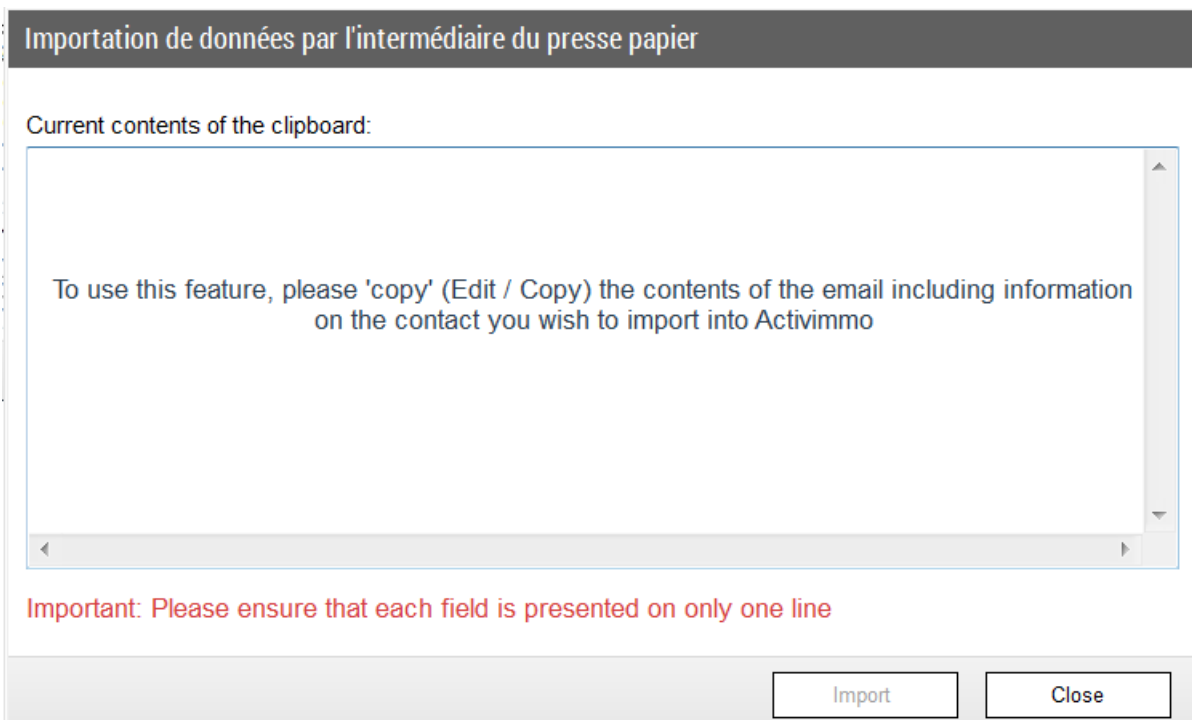 Importation de données par l'intermédiaire du presse papier
Current contents of the clipboard:
To use this feature, please 'copy' (Edit / Copy) the contents of the email including information
on the contact you wish to import into Activimmo
Important: Please ensure that each field is presented on only one line
Import
Close